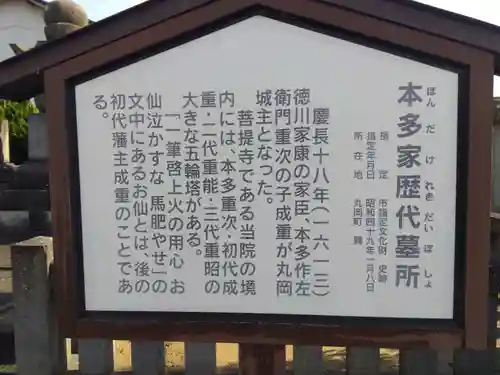 本多家歴代墓所
ほんだけれきだいぼしょ
指定 市指定文化財 史跡
指定年月日 昭和四十九年一月八日
所在地 丸岡町 巽
慶長十八年(一六一三)
徳川家康の家臣、本多作左
衛門重次の子成重が丸岡
城主となった。
菩提寺である当院の境
内には、本多重次・初代成
重・二代重能・三代重昭の
大きな五輪塔がある。
「一筆啓上火の用心 お
仙泣かすな 馬肥やせ」の
文中にあるお仙とは、後の
初代藩主成重のことであ
る。